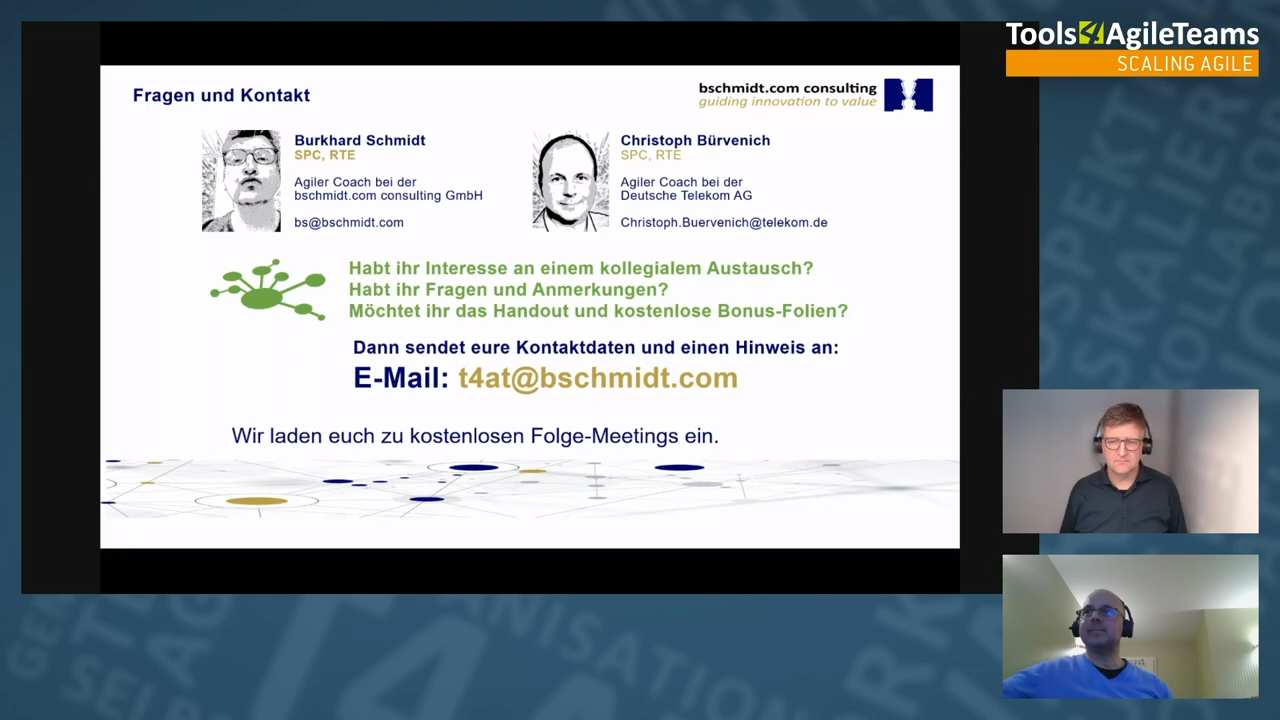 Tools4AgileTeams
SCALING AGILE
Fragen und Kontakt
bschmidt.com consulting
guiding innovation to value
Burkhard Schmidt
SPC, RTE
Agiler Coach bei der
bschmidt.com consulting GmbH
bs@bschmidt.com
Christoph Bürvenich
SPC, RTE
Agiler Coach bei der
Deutsche Telekom AG
Christoph.Buervenich@telekom.de
Habt ihr Interesse an einem kollegialem Austausch?
Habt ihr Fragen und Anmerkungen?
Möchtet ihr das Handout und kostenlose Bonus-Folien?
Dann sendet eure Kontaktdaten und einen Hinweis an:
E-Mail: t4at@bschmidt.com
Wir laden euch zu kostenlosen Folge-Meetings ein.